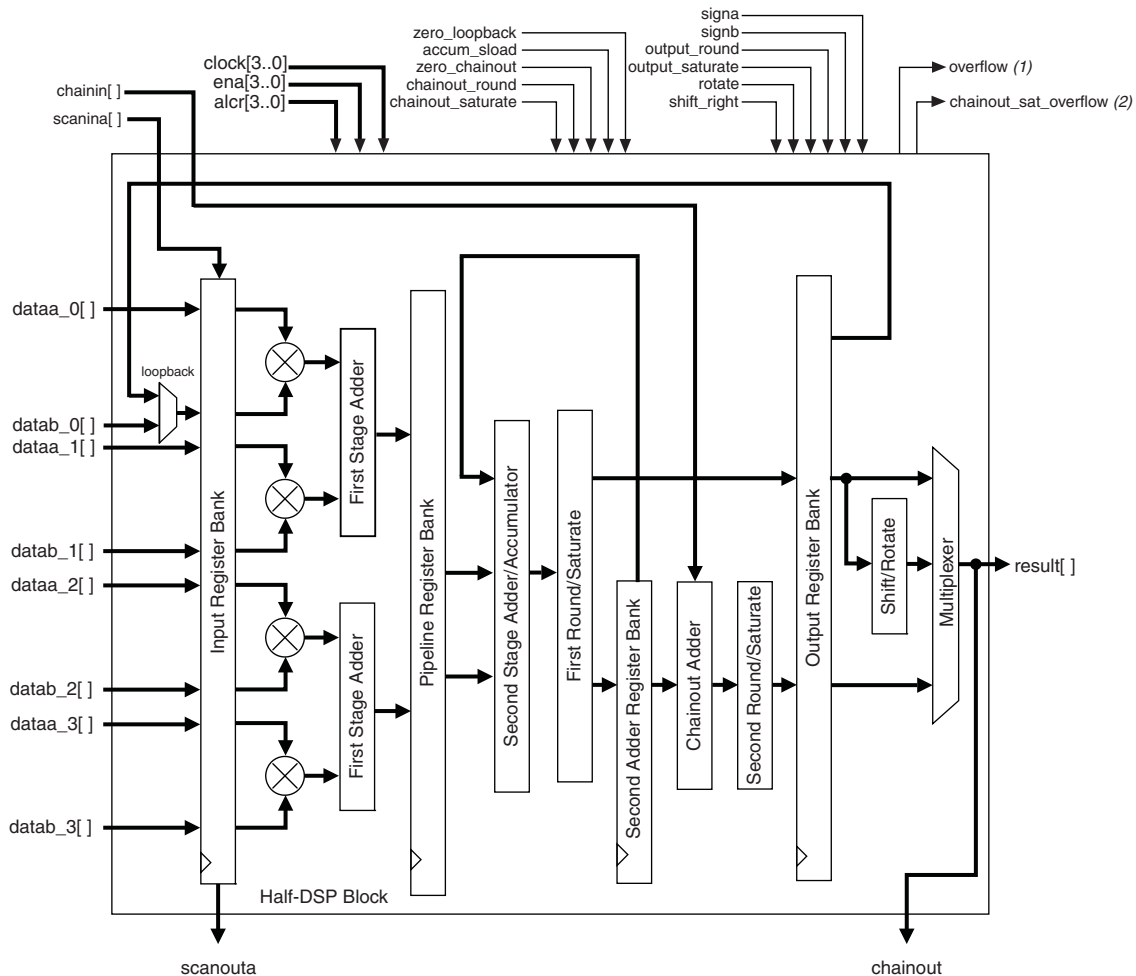 signa
zero_loopback
signb
accum_sload
output_round
clock[3..0]
zero_chainout
output_saturate
overflow (1)
ena[3..0]
chainin[ ]
chainout_round
rotate
alcr[3..0]
chainout_saturate
shift_right
chainout_sat_overflow (2)
scanina[ ]
dataa_0[ ]
loopback
datab_0[ ]
dataa_1[ ]
datab_1[ ]
dataa_2[ ]
datab_2[ ]
dataa_3[ ]
datab_3[ ]
Input Register Bank
First Stage Adder
First Stage Adder
Pipeline Register Bank
Second Stage Adder/Accumulator
First Round/Saturate
Second Adder Register Bank
Chainout Adder
Second Round/Saturate
Output Register Bank
Shift/Rotate
Multiplexer
result[ ]
Half-DSP Block
scanouta
chainout